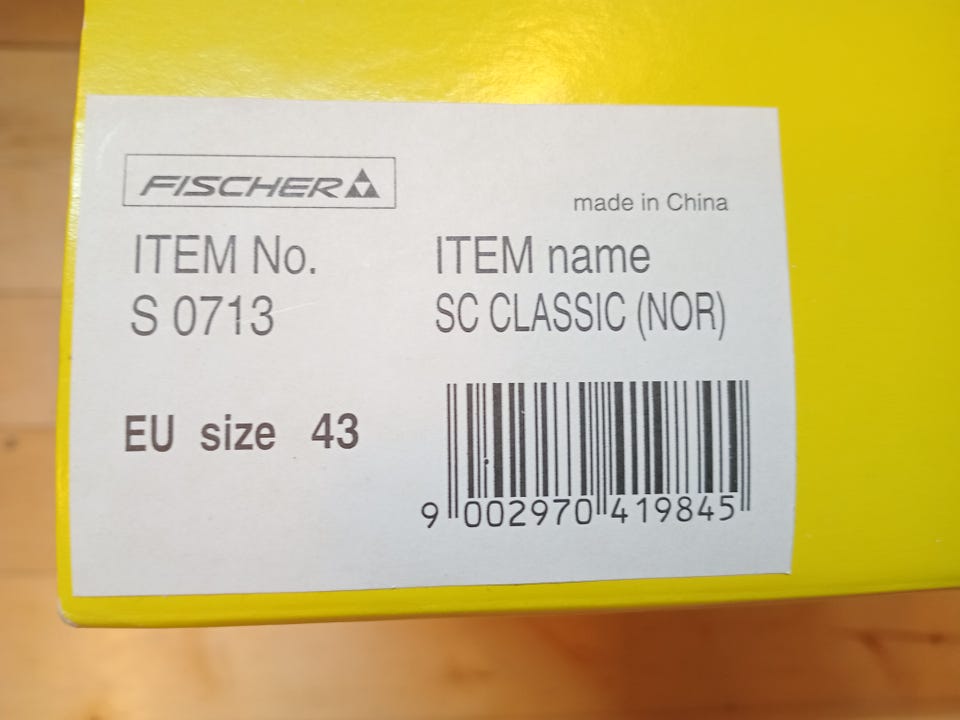 FISCHER
made in China
ITEM No.
S 0713
ITEM name
SC CLASSIC (NOR)
EU size 43
9 002970 419845